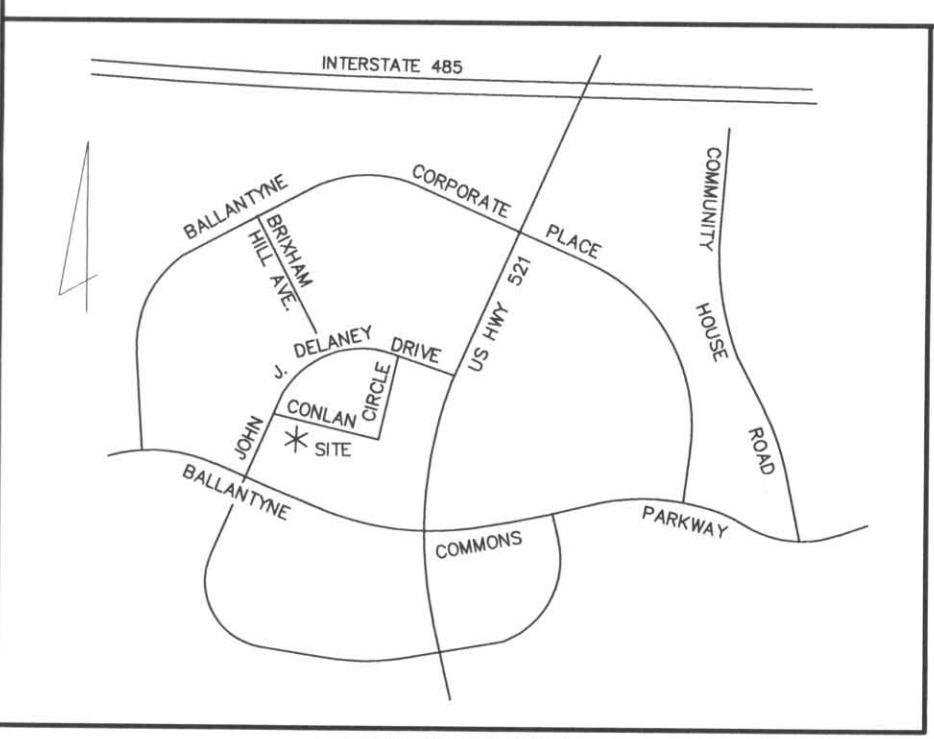 INTERSTATE 485
BALLANTYNE
CORPORATE
PLACE
COMMUNITY
HOUSE
ROAD
BRIXHAM
HILL AVE.
US HWY 521
JOHN
J.
DELANEY
DRIVE
CONLAN
CIRCLE
SITE
BALLANTYNE
COMMONS
PARKWAY